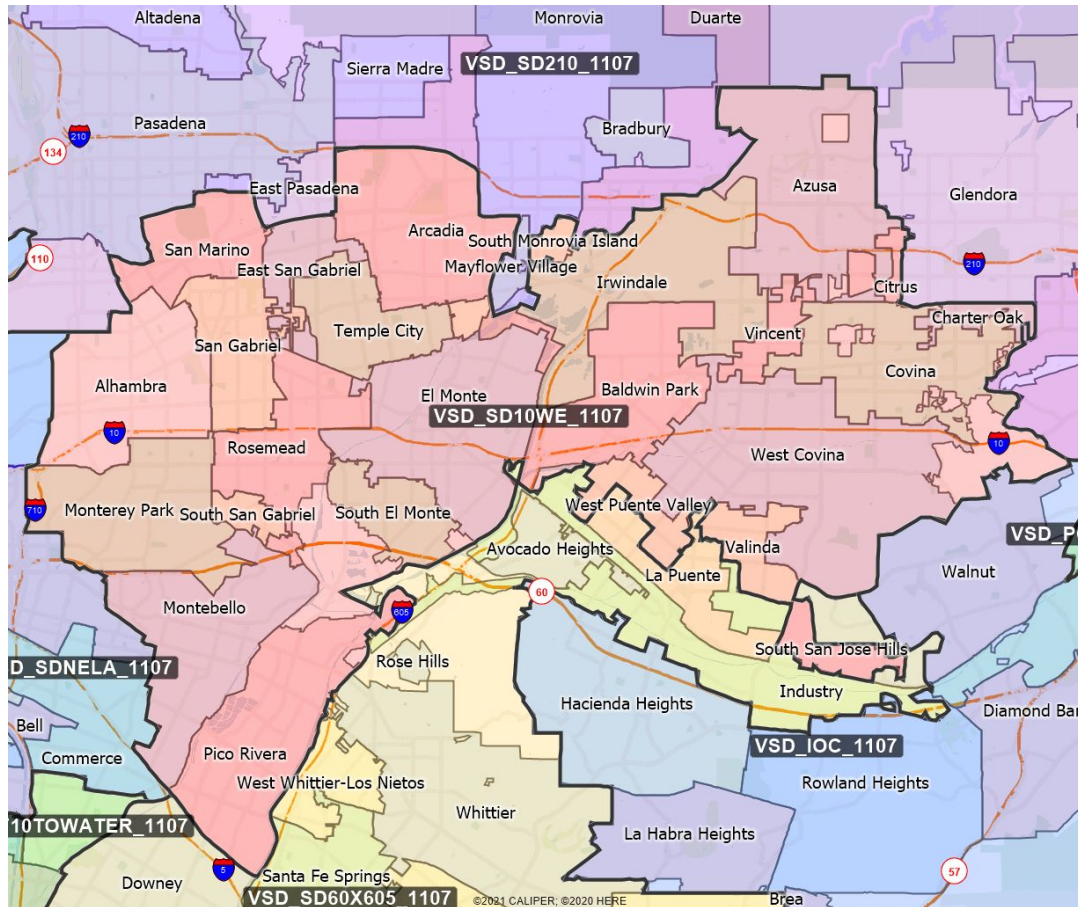 Altadena
Monrovia
Duarte
Sierra Madre
VSD_SD210_1107
Pasadena
210
134
Bradbury
East Pasadena
Azusa
Glendora
Arcadia
San Marino
South Monrovia Island
110
East San Gabriel
Mayflower Village
Irwindale
210
Citrus
Temple City
San Gabriel
Vincent
Charter Oak
Alhambra
El Monte
Baldwin Park
Covina
VSD_SD10WE_1107
10
Rosemead
West Covina
10
710
Monterey Park
South San Gabriel
South El Monte
West Puente Valley
VSD_P
Avocado Heights
Valinda
La Puente
Walnut
60
Montebello
605
South San Jose Hills
D_SDNELA_1107
Rose Hills
Industry
Hacienda Heights
Diamond Bar
Bell
Commerce
Pico Rivera
VSD_IOC_1107
West Whittier-Los Nietos
Rowland Heights
Whittier
10TOWATER_1107
La Habra Heights
5
57
Downey
Santa Fe Springs
VSD_SD60X605_1107
©2021 CALIPER; ©2020 HERE
Brea